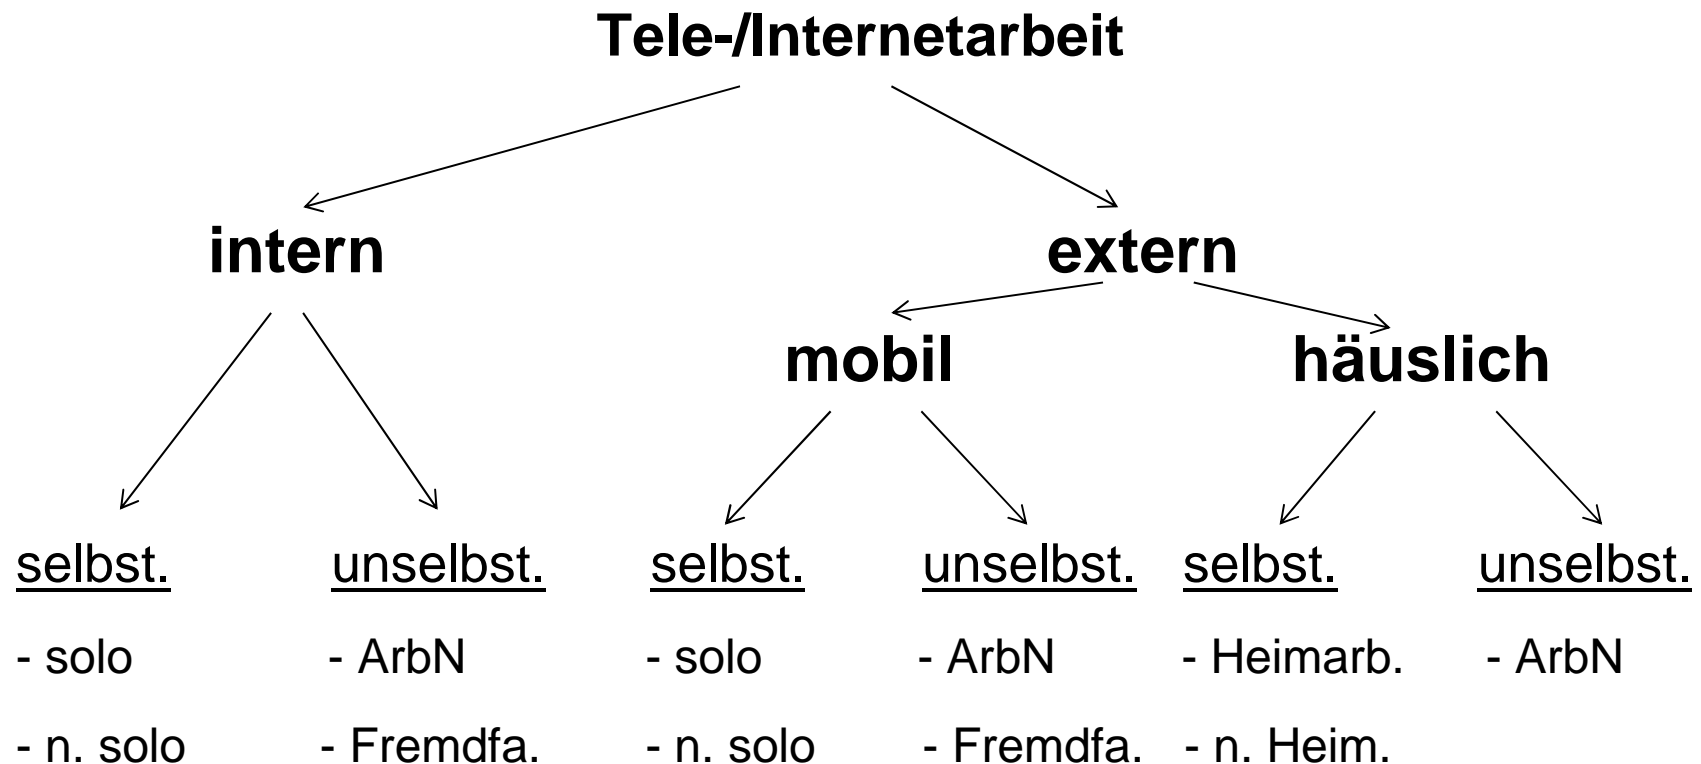 Tele-/Internetarbeit
intern extern
mobil häuslich
selbst. unselbst. selbst. unselbst. selbst. unselbst.
- solo - ArbN - solo - ArbN - Heimarb. - ArbN
- n. solo - Fremdfa. - n. solo - Fremdfa. - n. Heim.